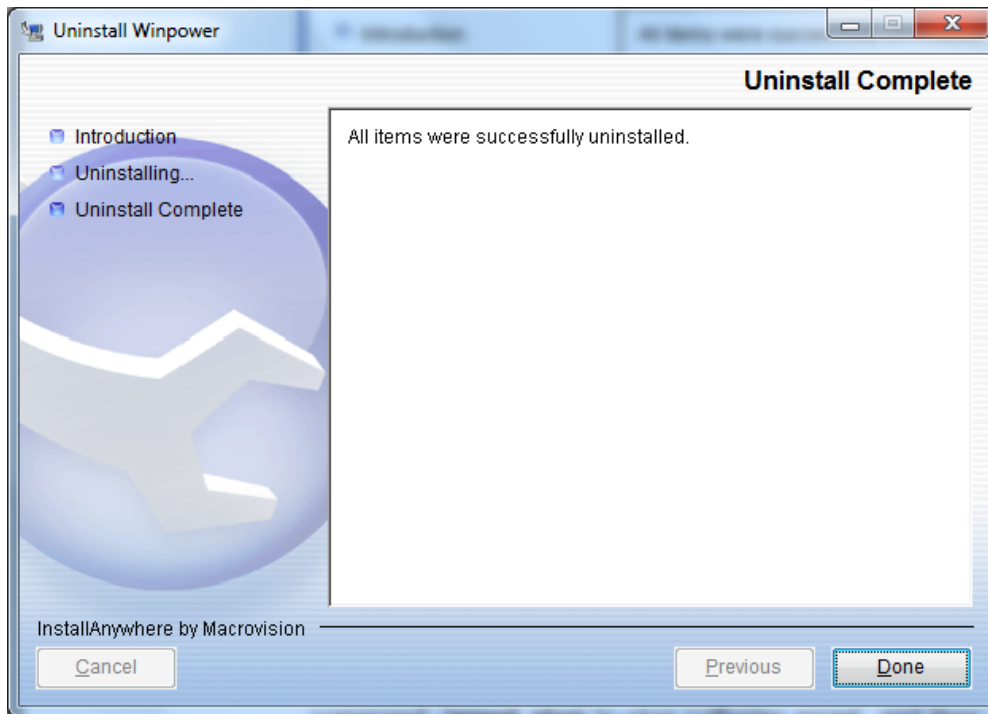 Uninstall Winpower
Uninstall Complete
Introduction
Uninstalling...
Uninstall Complete
All items were successfully uninstalled.
InstallAnywhere by Macrovision
Cancel
Previous
Done